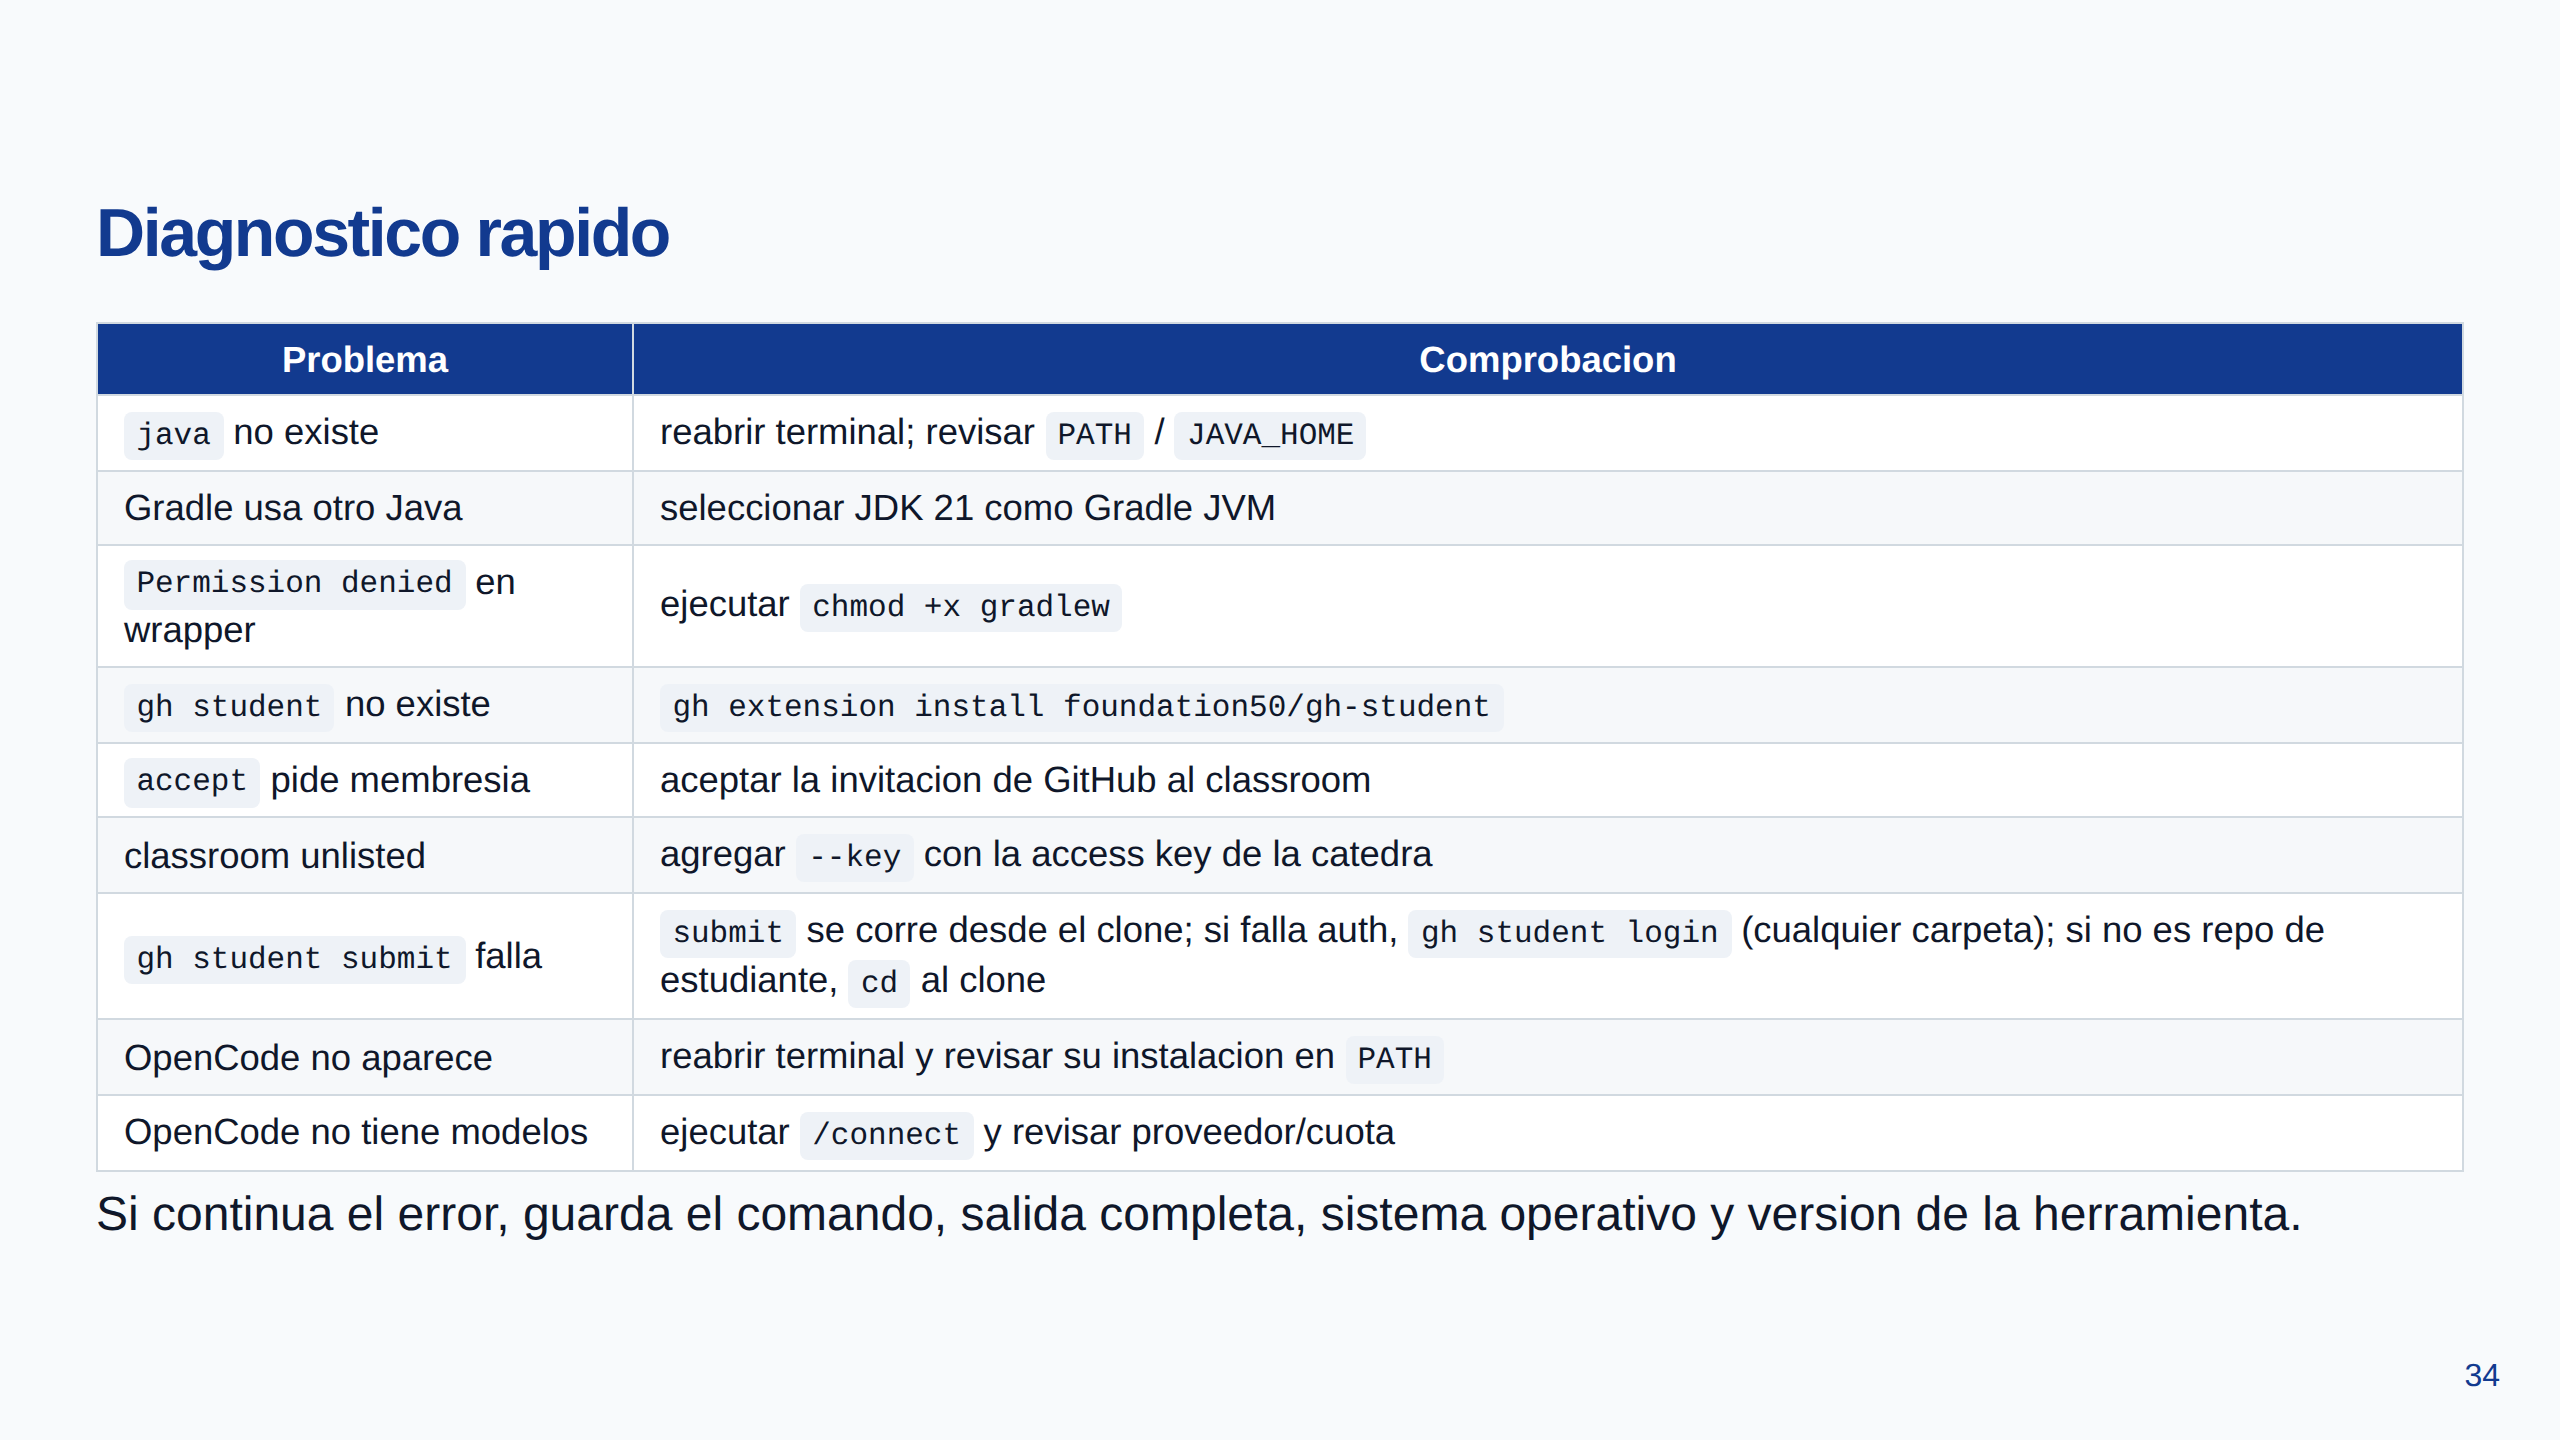 Diagnostico rapido
Problema Comprobacion
java no existe reabrir terminal; revisar PATH / JAVA_HOME
Gradle usa otro Java seleccionar JDK 21 como Gradle JVM
Permission denied en
wrapper
ejecutar chmod +x gradlew
gh student no existe gh extension install foundation50/gh-student
accept pide membresia aceptar la invitacion de GitHub al classroom
classroom unlisted agregar --key con la access key de la catedra
gh student submit falla
submit se corre desde el clone; si falla auth, gh student login (cualquier carpeta); si no es repo de
estudiante, cd al clone
OpenCode no aparece reabrir terminal y revisar su instalacion en PATH
OpenCode no tiene modelos ejecutar /connect y revisar proveedor/cuota
Si continua el error, guarda el comando, salida completa, sistema operativo y version de la herramienta.
34